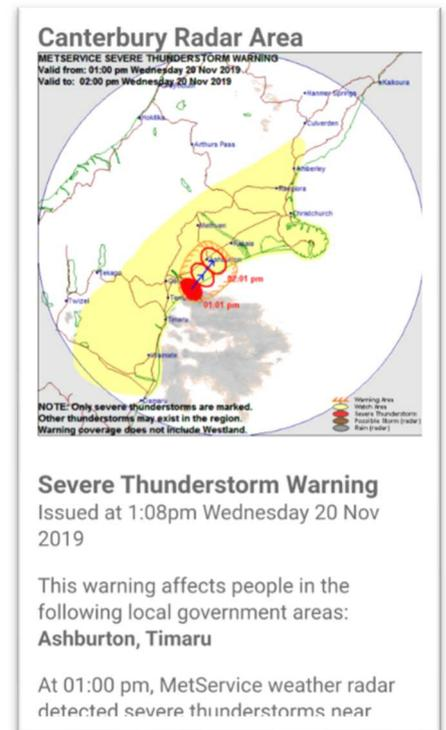 Canterbury Radar Area
METSERVICE SEVERE THUNDERSTORM WARNING
Valid from: 01:00 pm Wednesday 20 Nov 2019
Valid to: 02:00 pm Wednesday 20 Nov 2019
Kaikoura
Hanmer Springs
Hokitika
Culverden
Arthurs Pass
Amberley
Rangiora
Christchurch
Methven
Rakaia
Tekapo
02:01 pm
Twizel
01:01 pm
Timaru
Waimate
Oamaru
NOTE: Only severe thunderstorms are marked.
Other thunderstorms may exist in the region.
Warning coverage does not include Westland.
Warning Area
Watch Area
Severe Thunderstorm
Possible Storm (radar)
Rain (radar)
Severe Thunderstorm Warning
Issued at 1:08pm Wednesday 20 Nov
2019
This warning affects people in the
following local government areas:
Ashburton, Timaru
At 01:00 pm, MetService weather radar
detected severe thunderstorms near